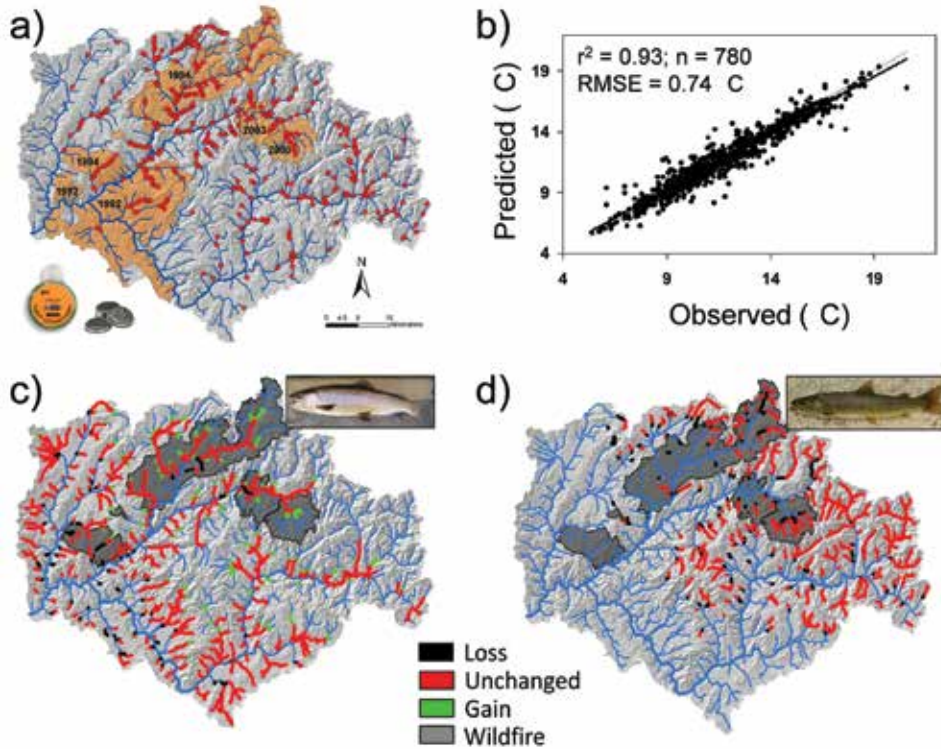 a)
1994
2003
2000
1994
1992
1992
N
b)
r² = 0.93; n = 780
RMSE = 0.74 C
Predicted ( C)
19
14
9
4
4
9
14
19
Observed ( C)
c)
d)
Loss
Unchanged
Gain
Wildfire